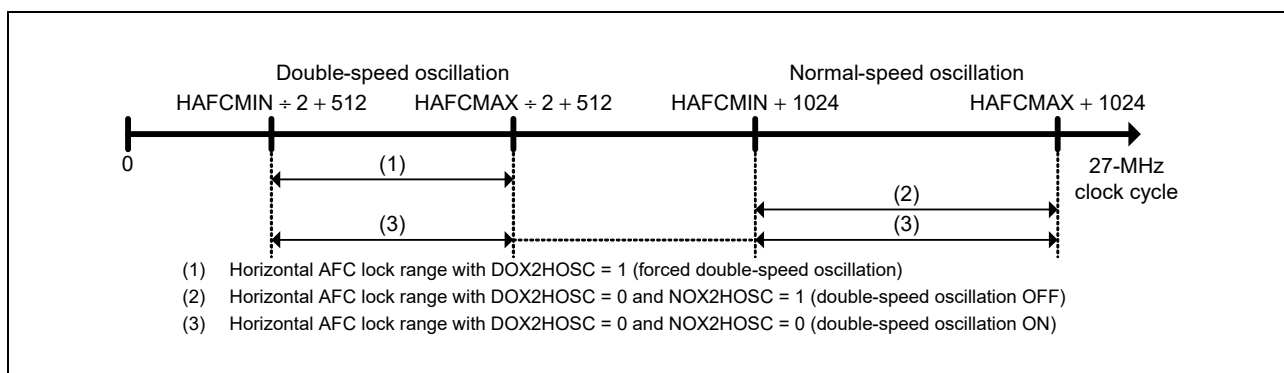 Double-speed oscillation Normal-speed oscillation
HAFCMIN ÷ 2 + 512 HAFCMAX ÷ 2 + 512 HAFCMIN + 1024 HAFCMAX + 1024
0
27-MHz
clock cycle
(1)
(2)
(3) (3)
(1) Horizontal AFC lock range with DOX2HOSC = 1 (forced double-speed oscillation)
(2) Horizontal AFC lock range with DOX2HOSC = 0 and NOX2HOSC = 1 (double-speed oscillation OFF)
(3) Horizontal AFC lock range with DOX2HOSC = 0 and NOX2HOSC = 0 (double-speed oscillation ON)